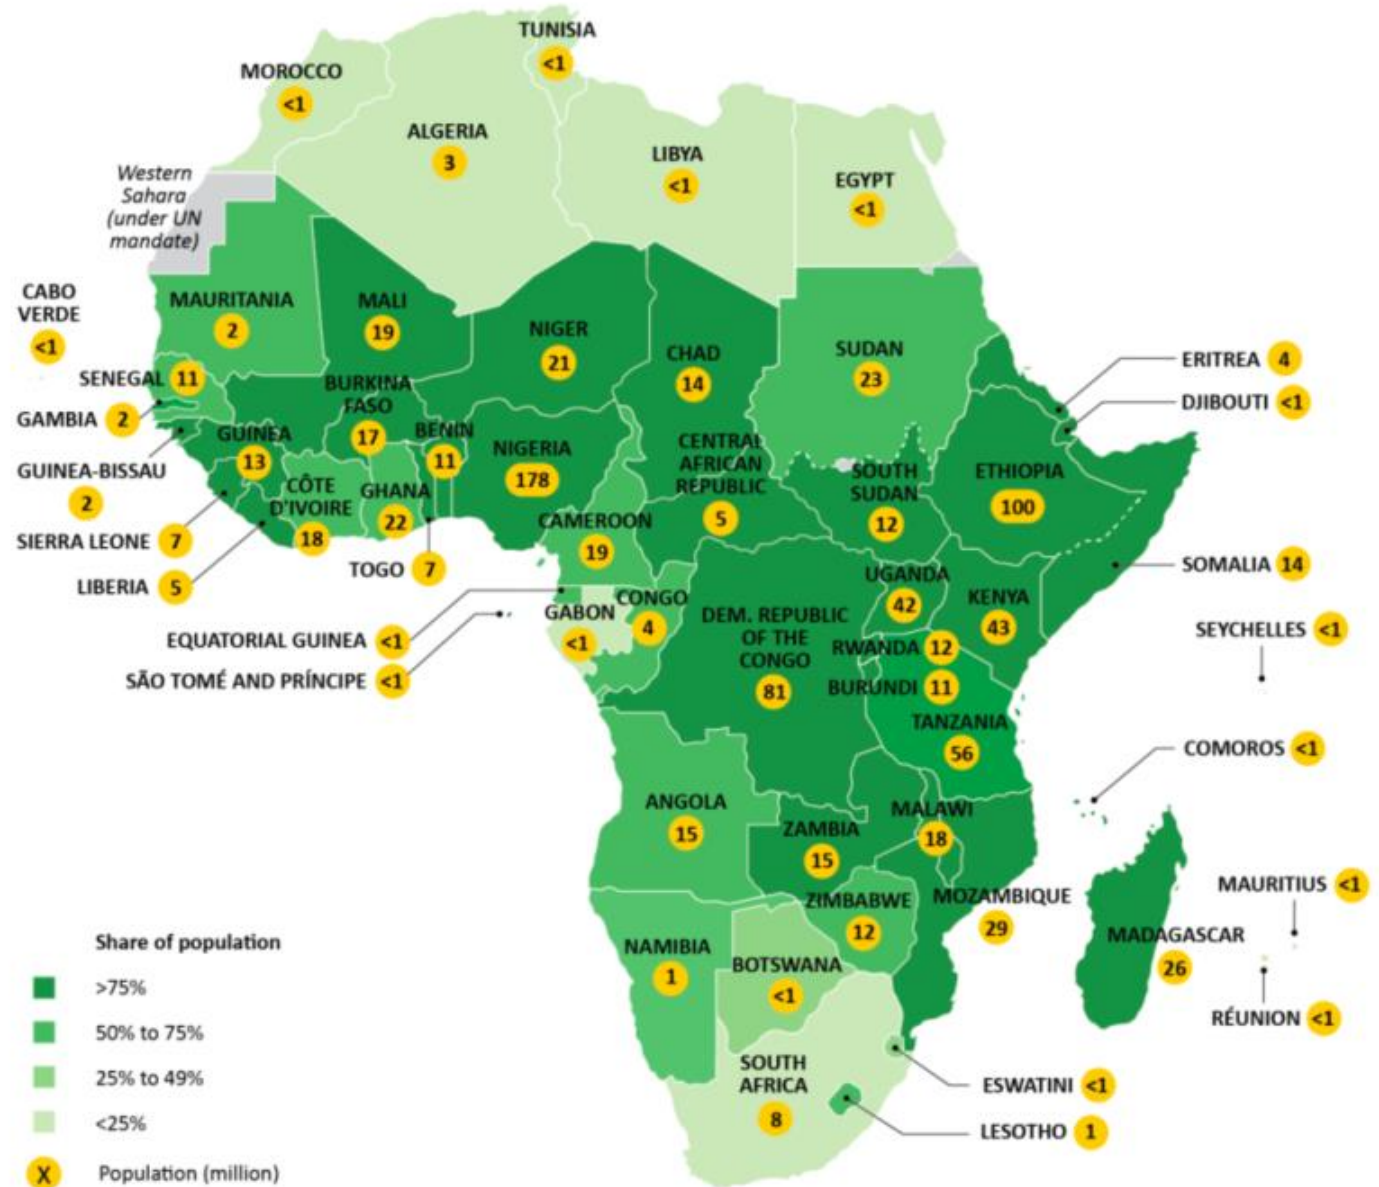 TUNISIA
<1
MOROCCO
<1
ALGERIA
3
LIBYA
<1
EGYPT
<1
Western
Sahara
(under UN
mandate)
CABO
VERDE
<1
MAURITANIA
2
MALI
19
NIGER
21
CHAD
14
SUDAN
23
ERITREA 4
DJIBOUTI <1
SENEGAL 11
GAMBIA 2
GUINEA-BISSAU
2
GUINEA
13
BURKINA
FASO
17
BENIN
11
NIGERIA
178
CENTRAL
AFRICAN
REPUBLIC
5
SOUTH
SUDAN
12
ETHIOPIA
100
SIERRA LEONE 7
LIBERIA 5
CÔTE
D'IVOIRE
18
GHANA
22
TOGO 7
CAMEROON
19
SOMALIA 14
EQUATORIAL GUINEA <1
SÃO TOMÉ AND PRÍNCIPE <1
GABON
<1
CONGO
4
DEM. REPUBLIC
OF THE
CONGO
81
UGANDA
42
KENYA
43
RWANDA 12
BURUNDI 11
TANZANIA
56
SEYCHELLES <1
COMOROS <1
ANGOLA
15
ZAMBIA
15
MALAWI
18
MOZAMBIQUE
29
ZIMBABWE
12
NAMIBIA
1
BOTSWANA
<1
MADAGASCAR
26
MAURITIUS <1
RÉUNION <1
SOUTH
AFRICA
8
ESWATINI <1
LESOTHO 1
Share of population
>75%
50% to 75%
25% to 49%
<25%
X Population (million)